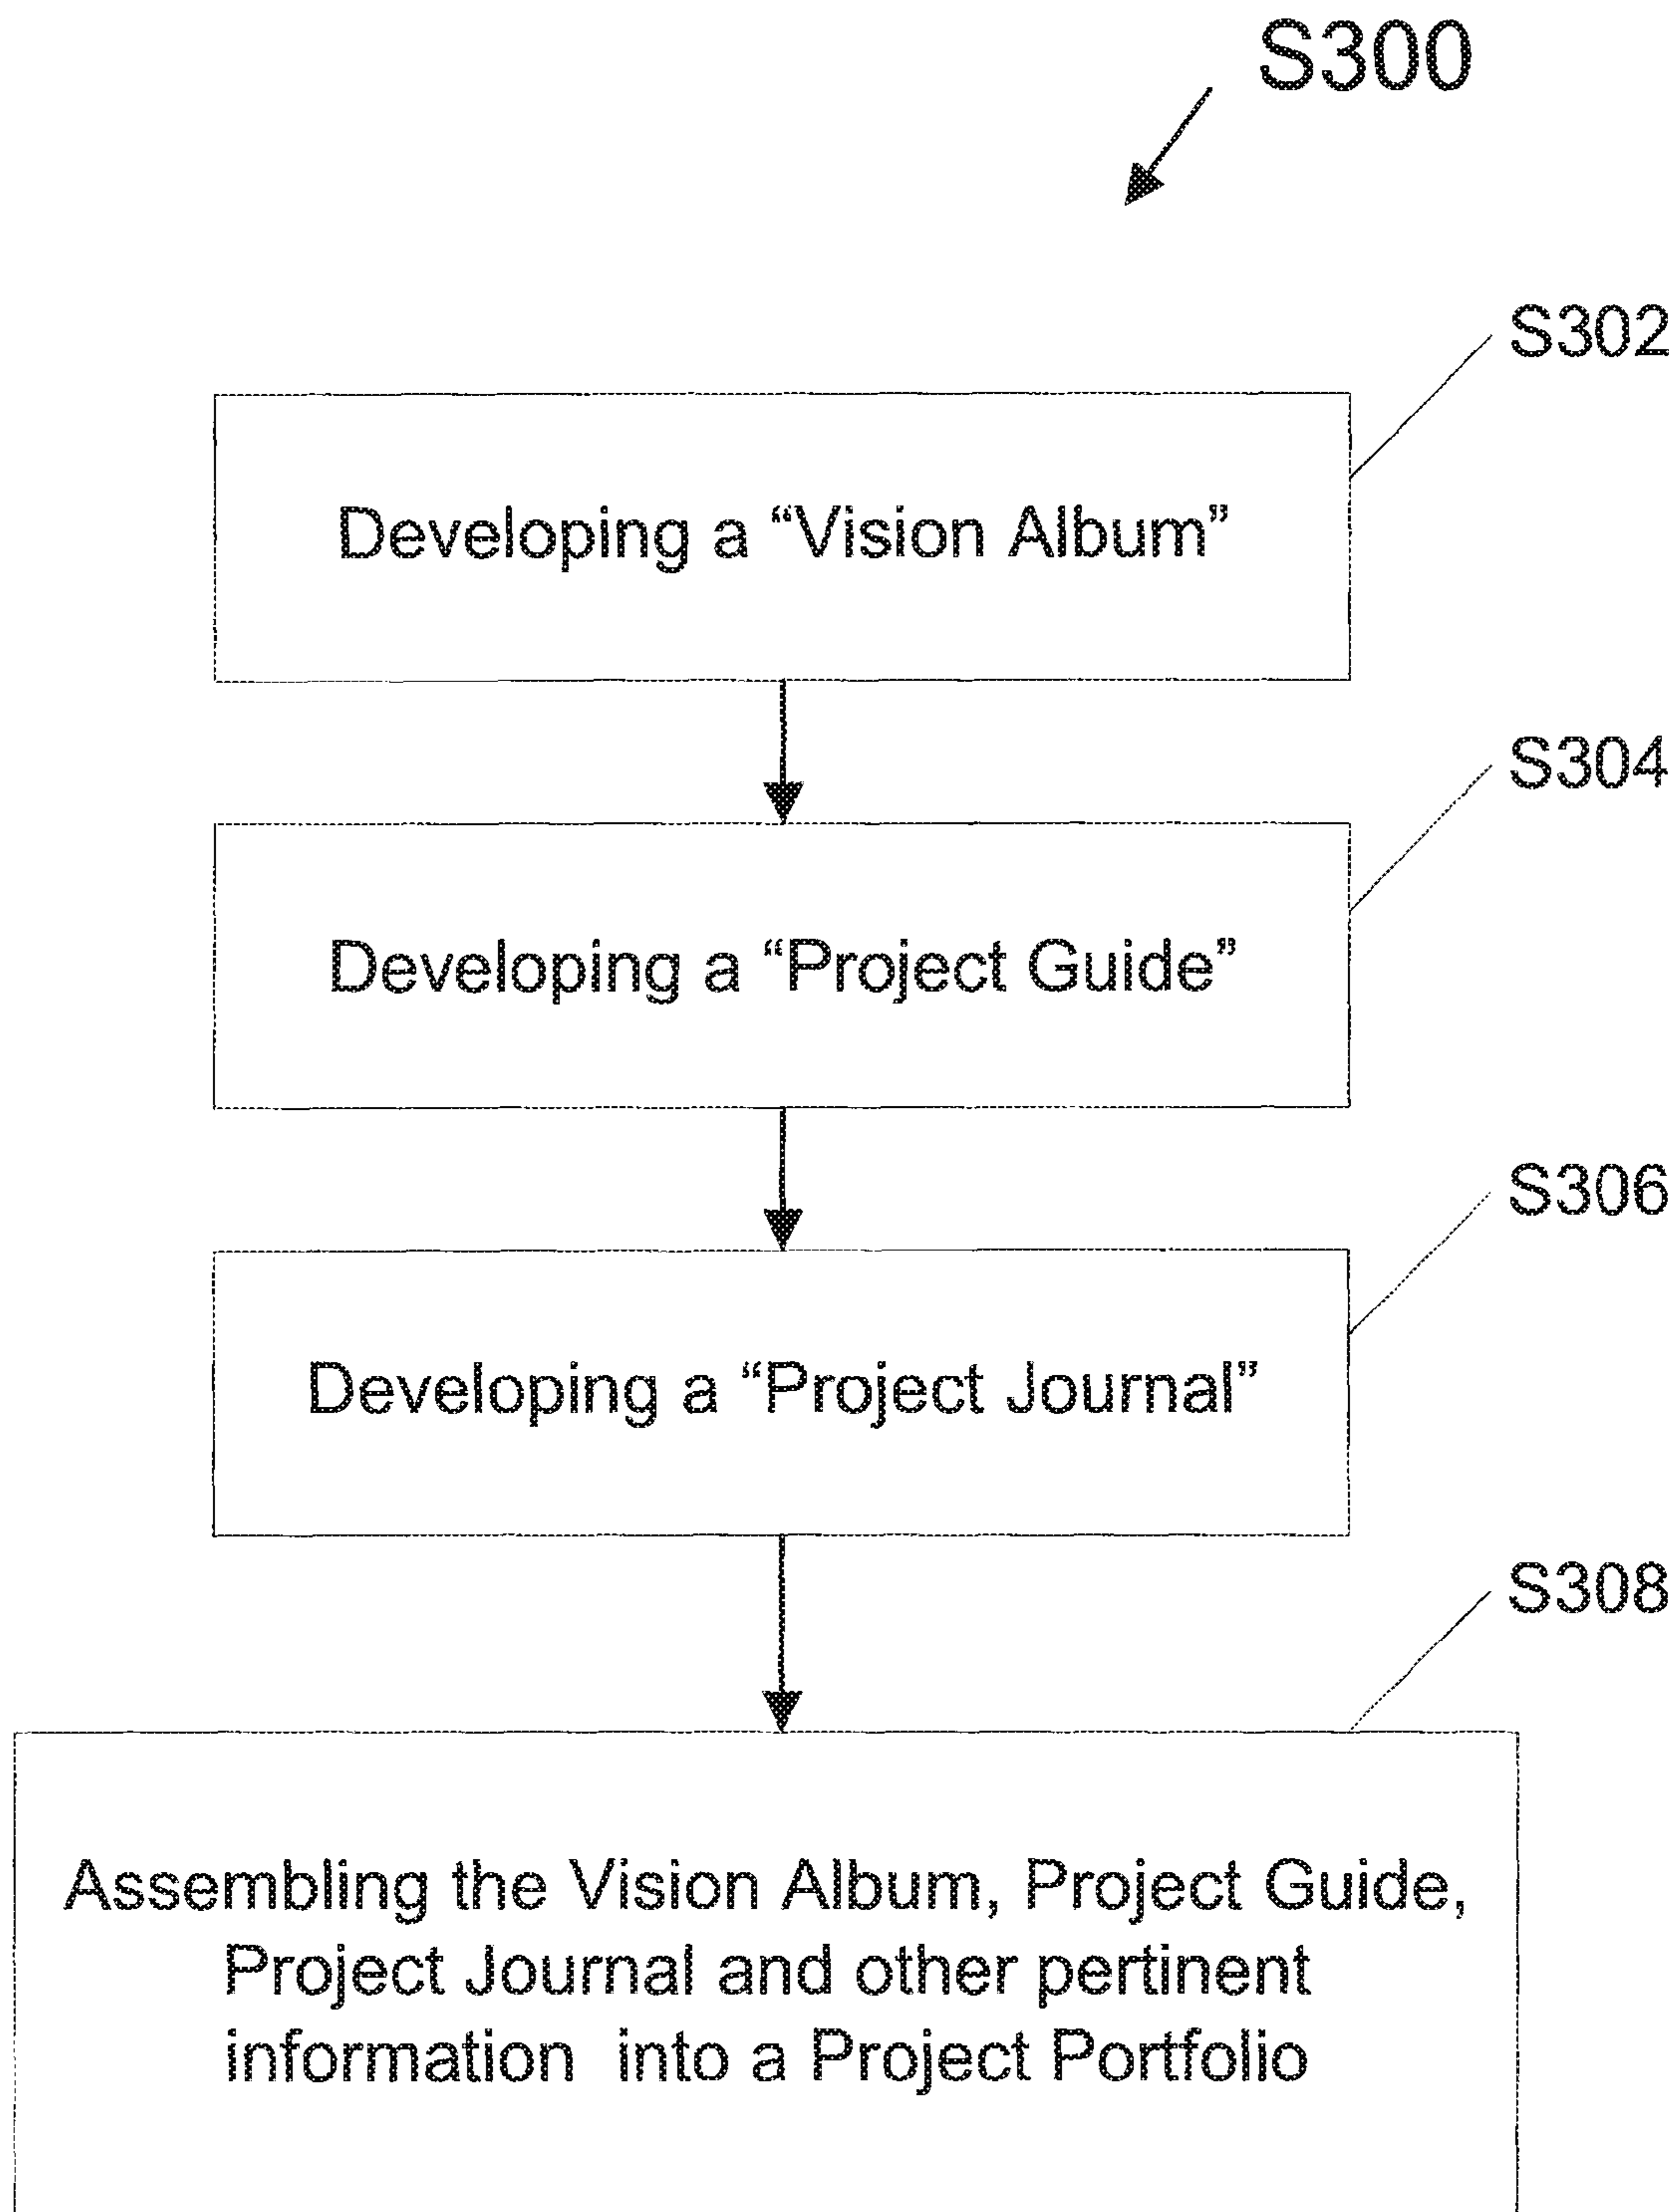 S300
S302
Developing a “Vision Album”
S304
Developing a “Project Guide”
S306
Developing a “Project Journal”
S308
Assembling the Vision Album, Project Guide,
Project Journal and other pertinent
information  into a Project Portfolio